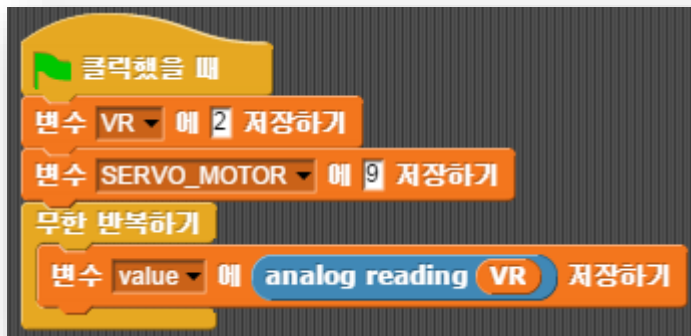 클릭했을 때
변수 VR 에 2 저장하기
변수 SERVO_MOTOR 에 9 저장하기
무한 반복하기
변수 value 에 analog reading VR 저장하기